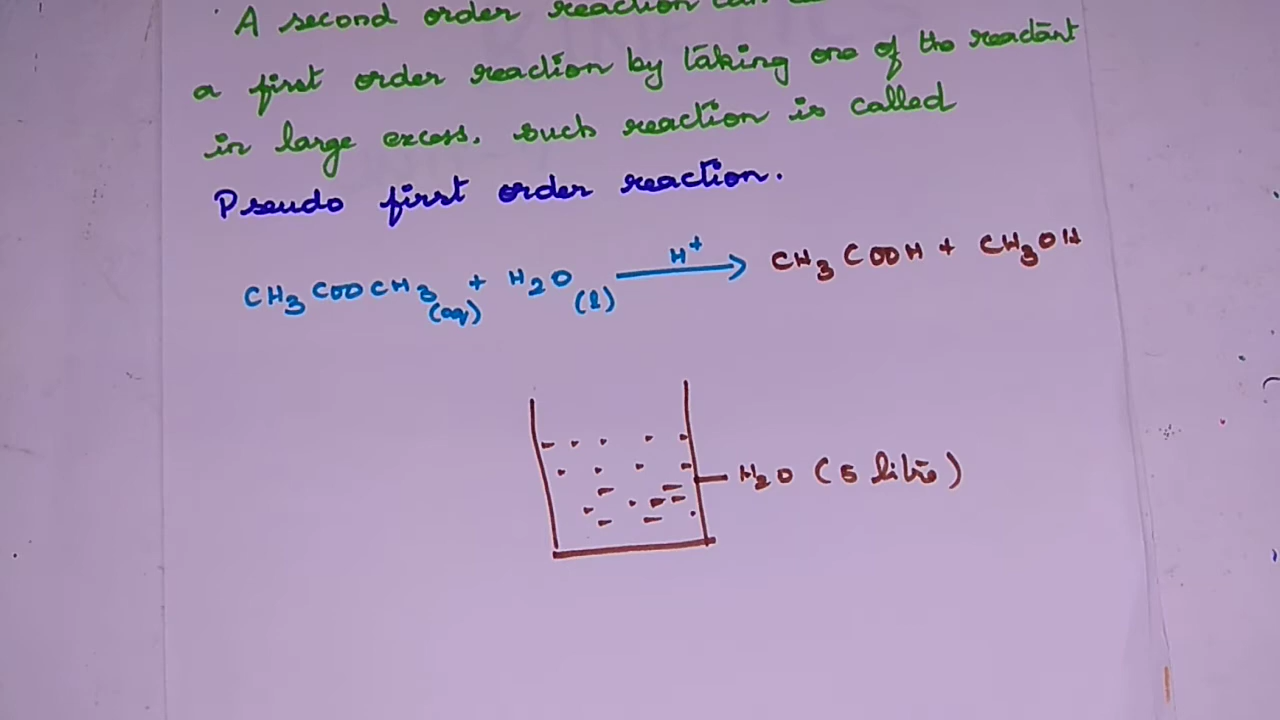 A second order reaction can
a first order reaction by taking one of the reactant
in large excess. such reaction is called
Pseudo first order reaction.
CH3COOCH3(aq) + H2O(l) H+ → CH3COOH + CH3OH
H2O (5 litre)